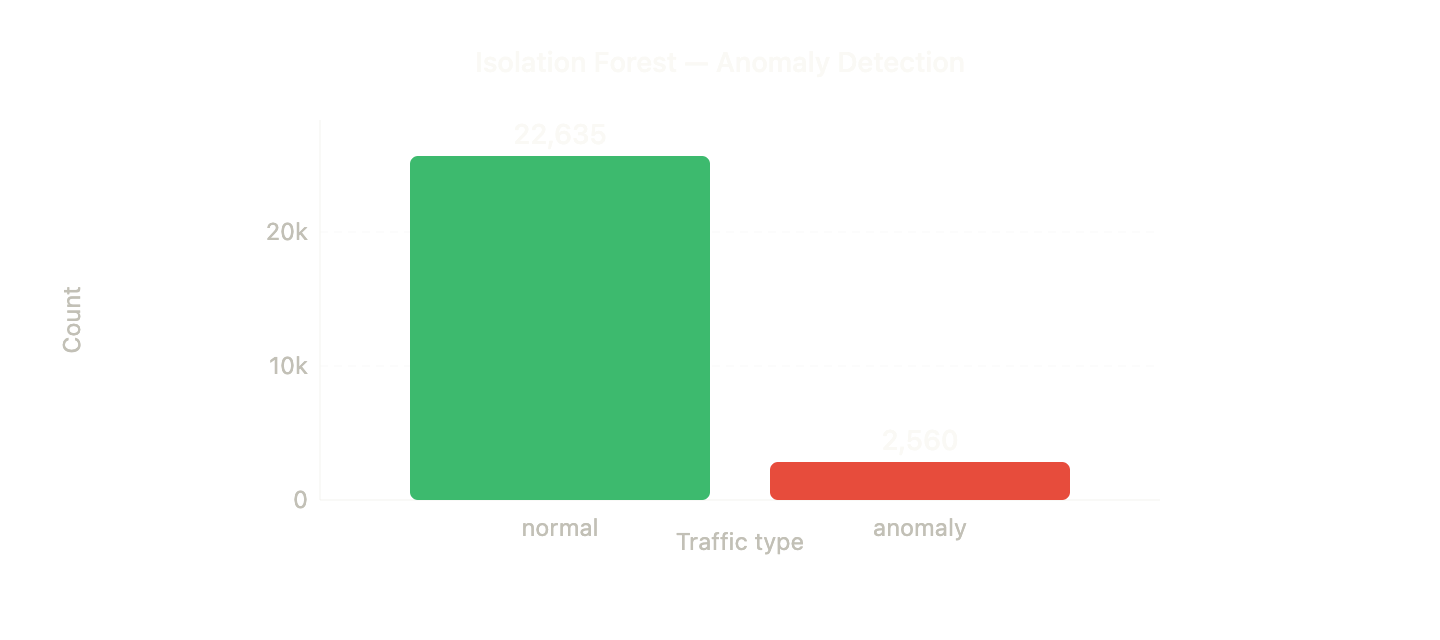 Isolation Forest — Anomaly Detection
22,635
20k
Count
10k
2,560
0
normal
anomaly
Traffic type